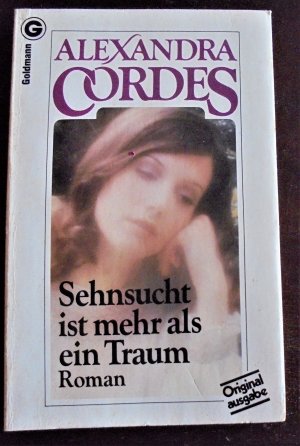 Goldmann
G
ALEXANDRA
CORDES
Sehnsucht
ist mehr als
ein Traum
Roman
Original
ausgabe